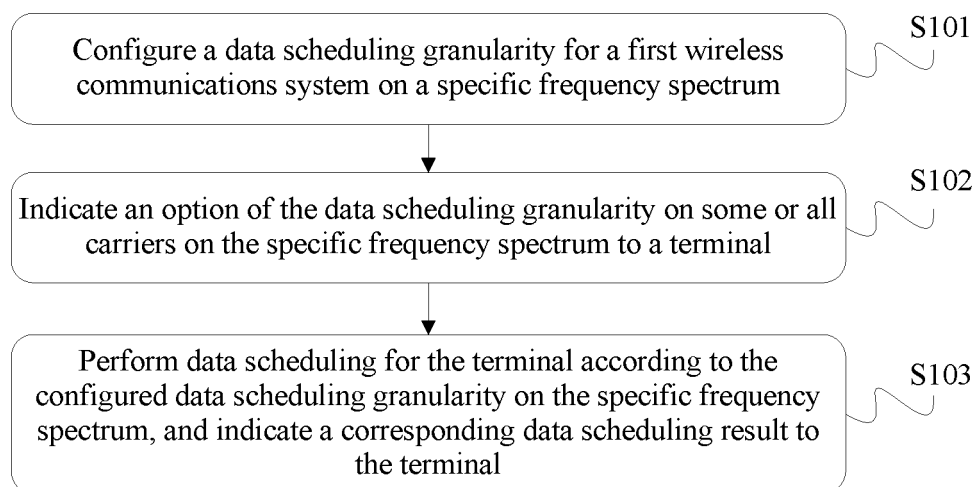 S101
Configure a data scheduling granularity for a first wireless
communications system on a specific frequency spectrum
S102
Indicate an option of the data scheduling granularity on some or all
carriers on the specific frequency spectrum to a terminal
S103
Perform data scheduling for the terminal according to the
configured data scheduling granularity on the specific frequency
spectrum, and indicate a corresponding data scheduling result to
the terminal